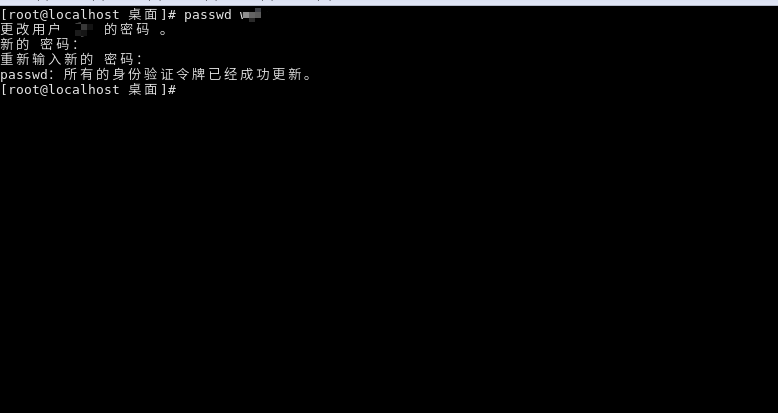 [root@localhost 桌面]# passwd
更改用户 的密码 。
新的 密码：
重新输入新的 密码：
passwd： 所有的身份验证令牌已经成功更新。
[root@localhost 桌面]#